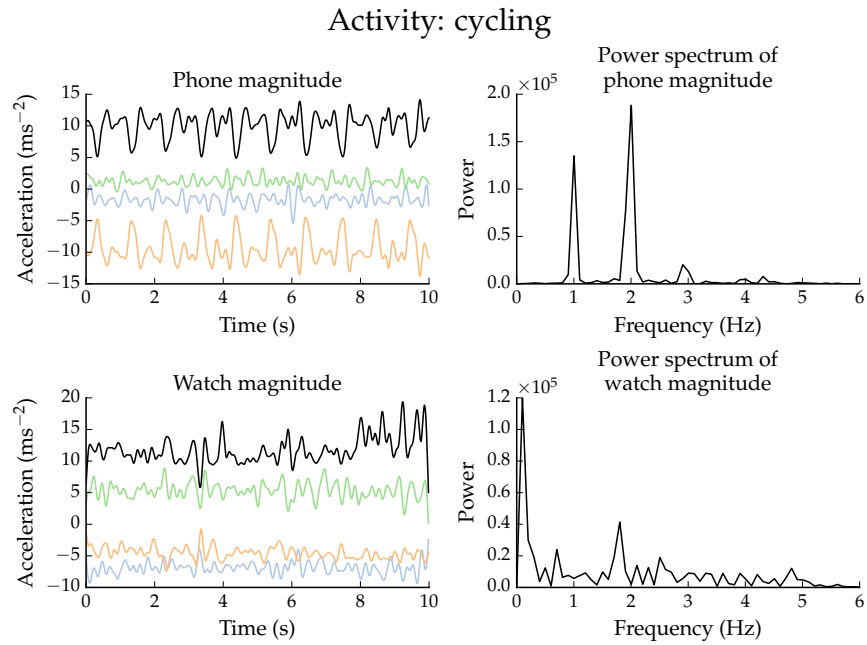 Activity: cycling
Phone magnitude
Acceleration (ms⁻²)
15
10
5
0
−5
−10
−15
0 2 4 6 8 10
Time (s)
Power spectrum of
phone magnitude
×10⁵
Power
2.0
1.5
1.0
0.5
0.0
0 1 2 3 4 5 6
Frequency (Hz)
Watch magnitude
Acceleration (ms⁻²)
20
15
10
5
0
−5
−10
0 2 4 6 8 10
Time (s)
Power spectrum of
watch magnitude
×10⁵
Power
1.2
1.0
0.8
0.6
0.4
0.2
0.0
0 1 2 3 4 5 6
Frequency (Hz)